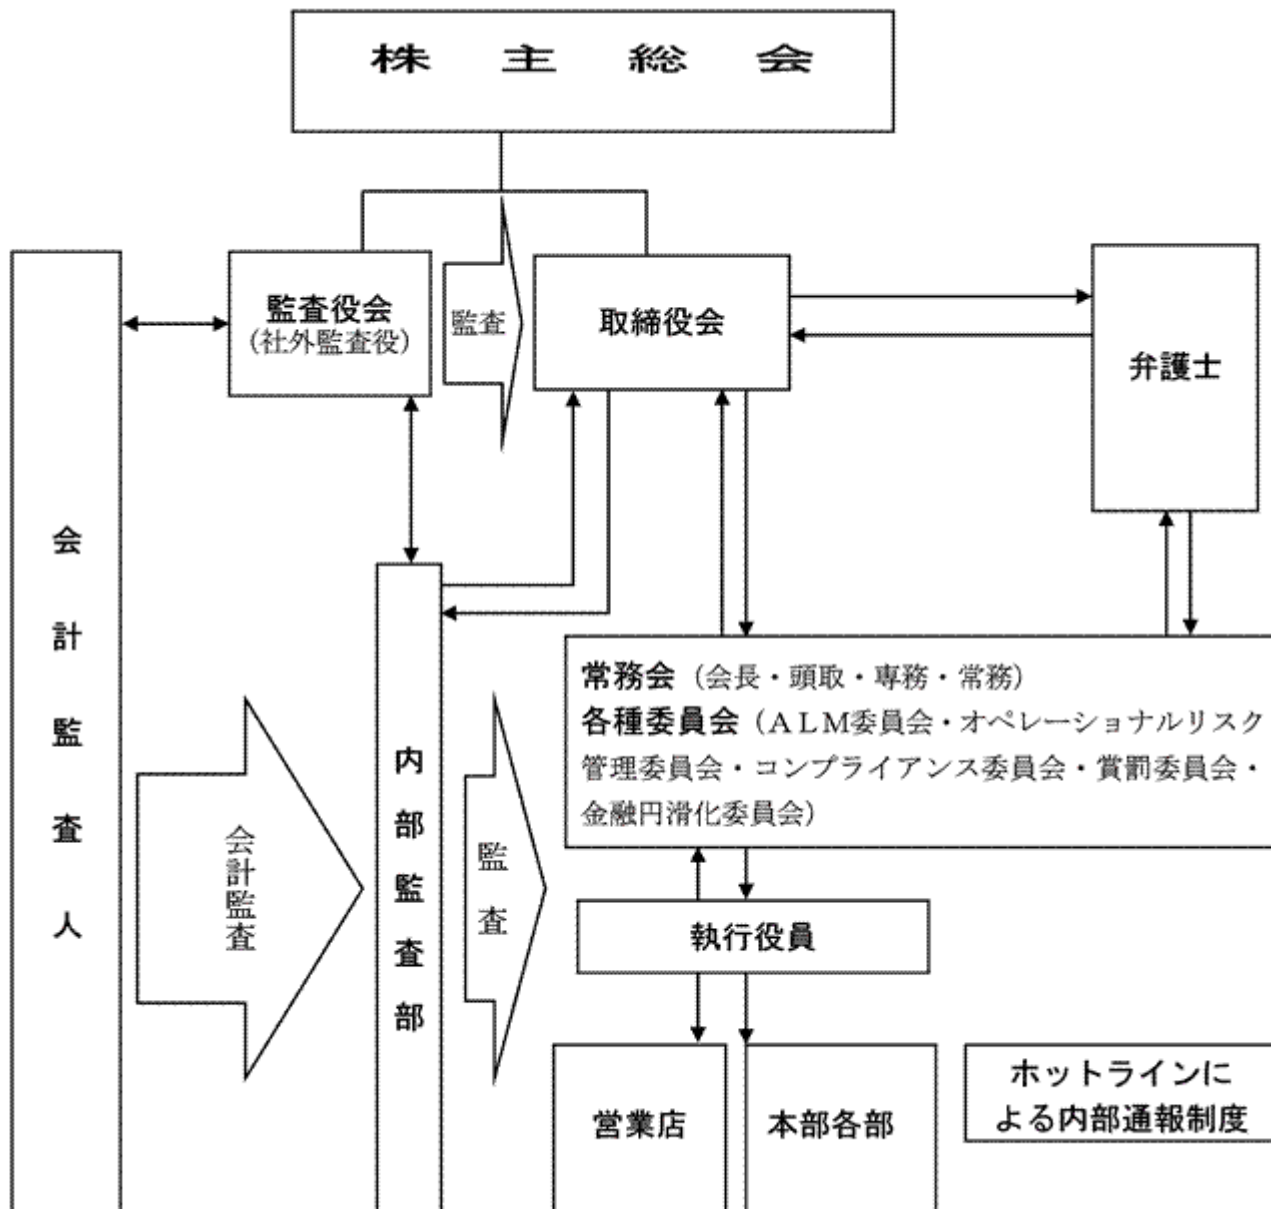 株主総会
監査役会
（社外監査役）
監査
取締役会
弁護士
会計監査人
会計監査
内部監査部
監査
常務会（会長・頭取・専務・常務）
各種委員会（ＡＬＭ委員会・オペレーショナルリスク
管理委員会・コンプライアンス委員会・賞罰委員会・
金融円滑化委員会）
執行役員
営業店
本部各部
ホットラインに
よる内部通報制度